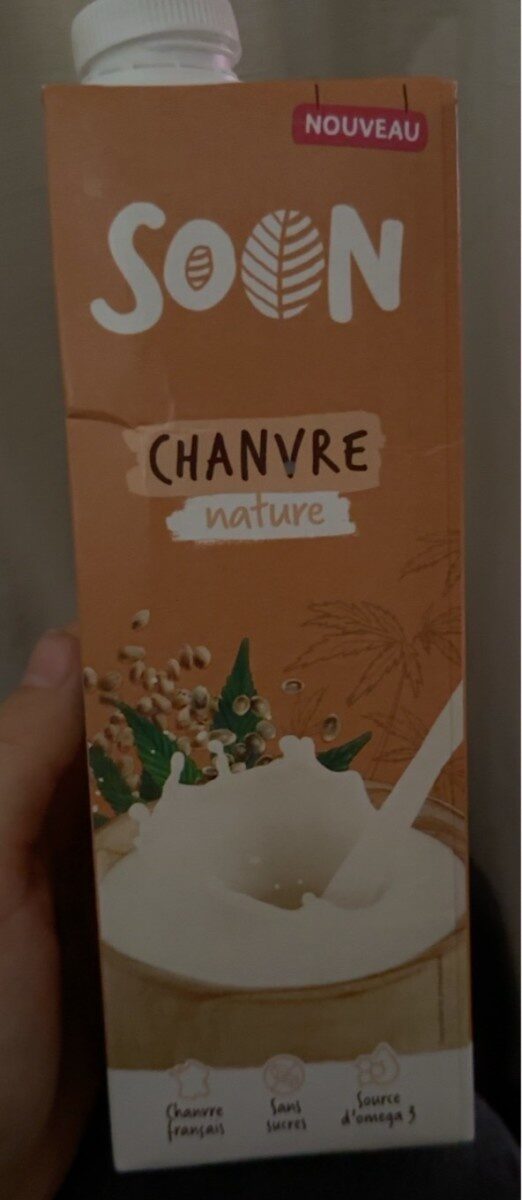 NOUVEAU
SOON
CHANVRE
nature
Chanvre
français
Sans
sucres
Source
d'omega 3